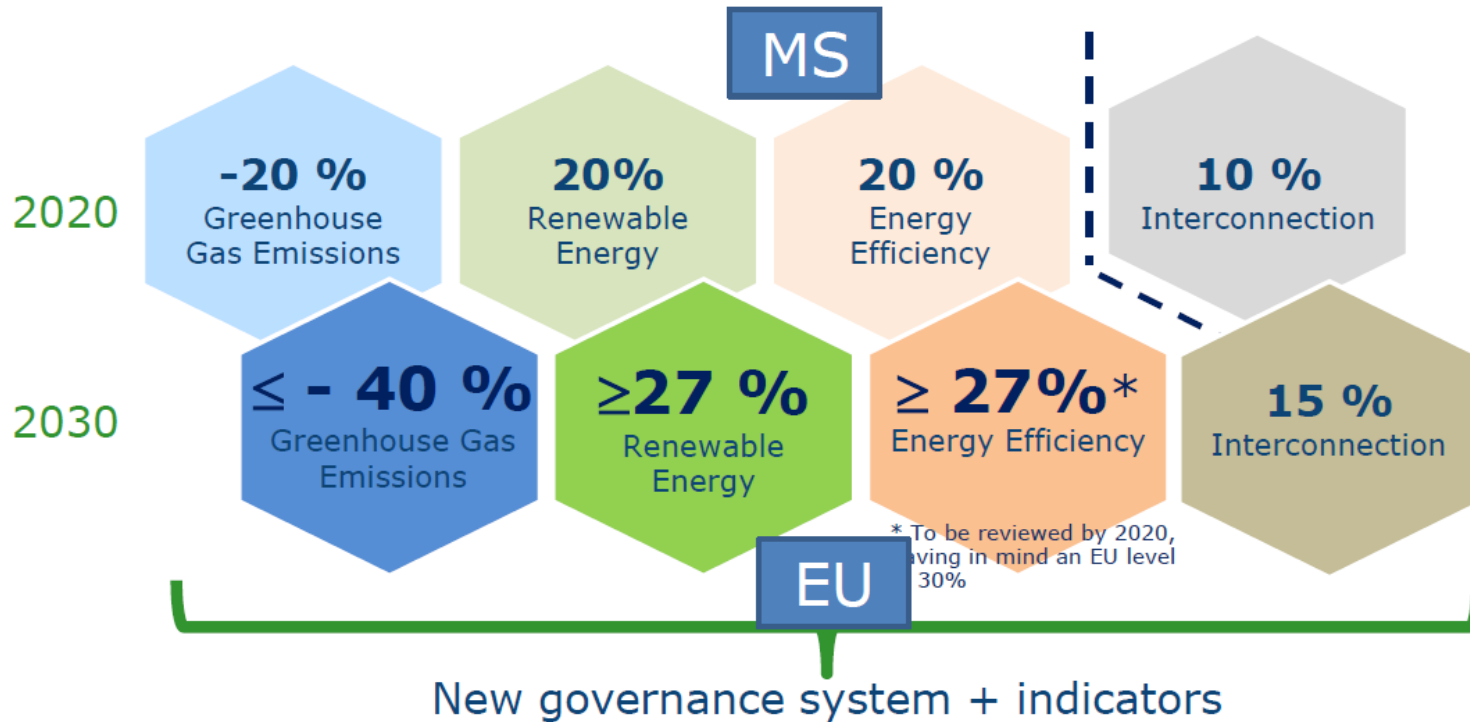 MS
2020
-20 %
Greenhouse
Gas Emissions
20%
Renewable
Energy
20 %
Energy
Efficiency
10 %
Interconnection
2030
≤ - 40 %
Greenhouse Gas
Emissions
≥27 %
Renewable
Energy
≥ 27%*
Energy Efficiency
15 %
Interconnection
* To be reviewed by 2020,
in mind an EU level
30%
EU
New governance system + indicators